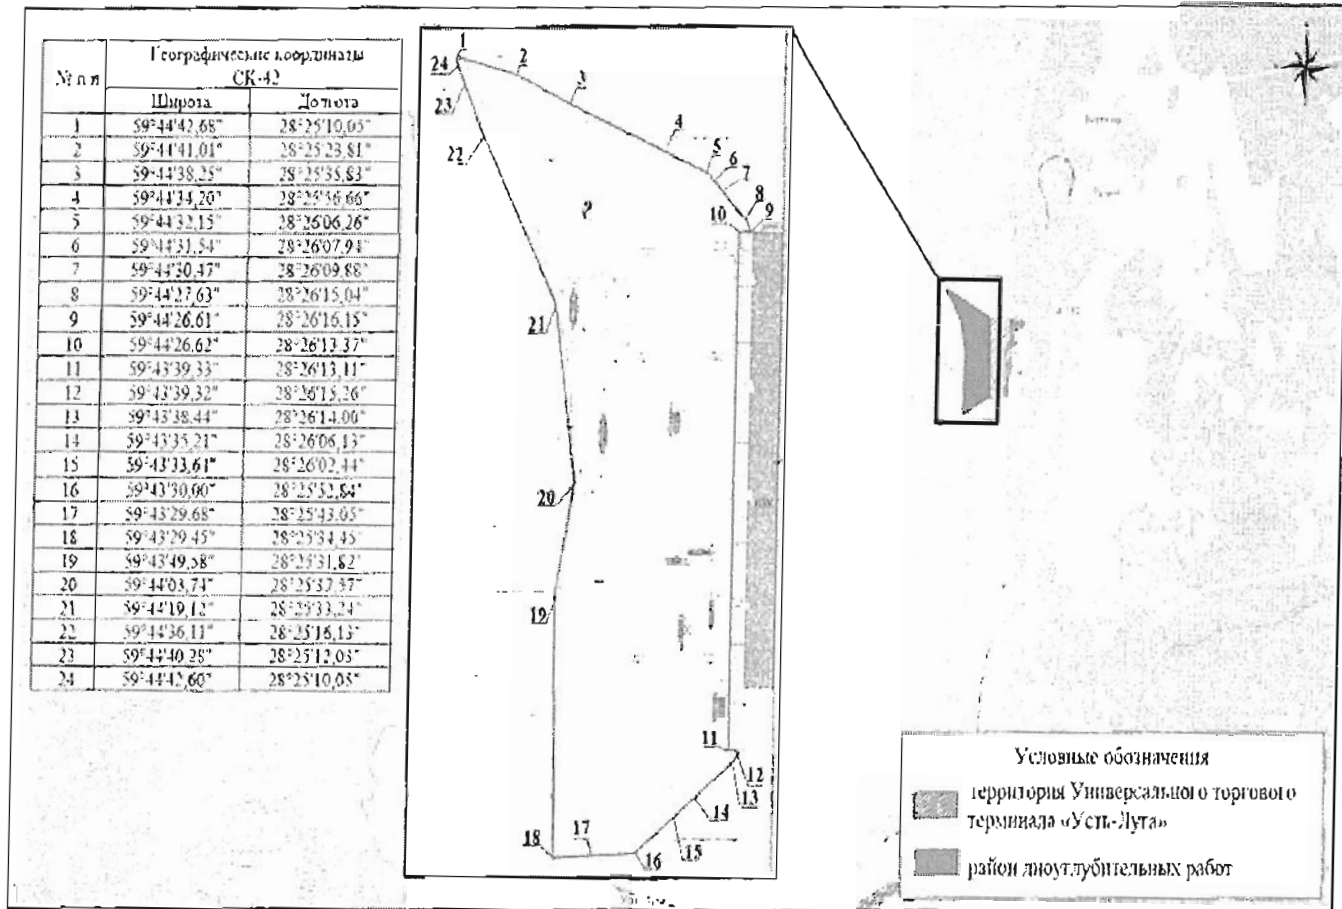 № п п
Географические координаты
СК-42
Широта Долгота
1 59°44'42,68" 28°25'10,05"
2 59°44'41,01" 28°25'23,81"
3 59°44'38,25" 28°25'35,83"
4 59°44'34,20" 28°25'56,66"
5 59°44'32,15" 28°26'06,26"
6 59°44'31,54" 28°26'07,94"
7 59°44'30,47" 28°26'09,88"
8 59°44'27,63" 28°26'15,04"
9 59°44'26,61" 28°26'16,15"
10 59°44'26,62" 28°26'13,37"
11 59°43'39,33" 28°26'13,11"
12 59°43'39,32" 28°26'15,26"
13 59°43'38,44" 28°26'14,00"
14 59°43'35,21" 28°26'06,13"
15 59°43'33,61" 28°26'02,44"
16 59°43'30,00" 28°25'52,84"
17 59°43'29,68" 28°25'43,05"
18 59°43'29,45" 28°25'34,45"
19 59°43'49,58" 28°25'31,82"
20 59°44'03,74" 28°25'37,57"
21 59°44'19,12" 28°25'33,24"
22 59°44'36,11" 28°25'16,13"
23 59°44'40,28" 28°25'12,03"
24 59°44'42,60" 28°25'10,05"
1
2
24
3
23
4
22
5
6
7
8
10
9
21
20
19
11
12
13
14
17
15
18
16
Условные обозначения
территория Универсального торгового
терминала «Усть-Луга»
район дноуглубительных работ